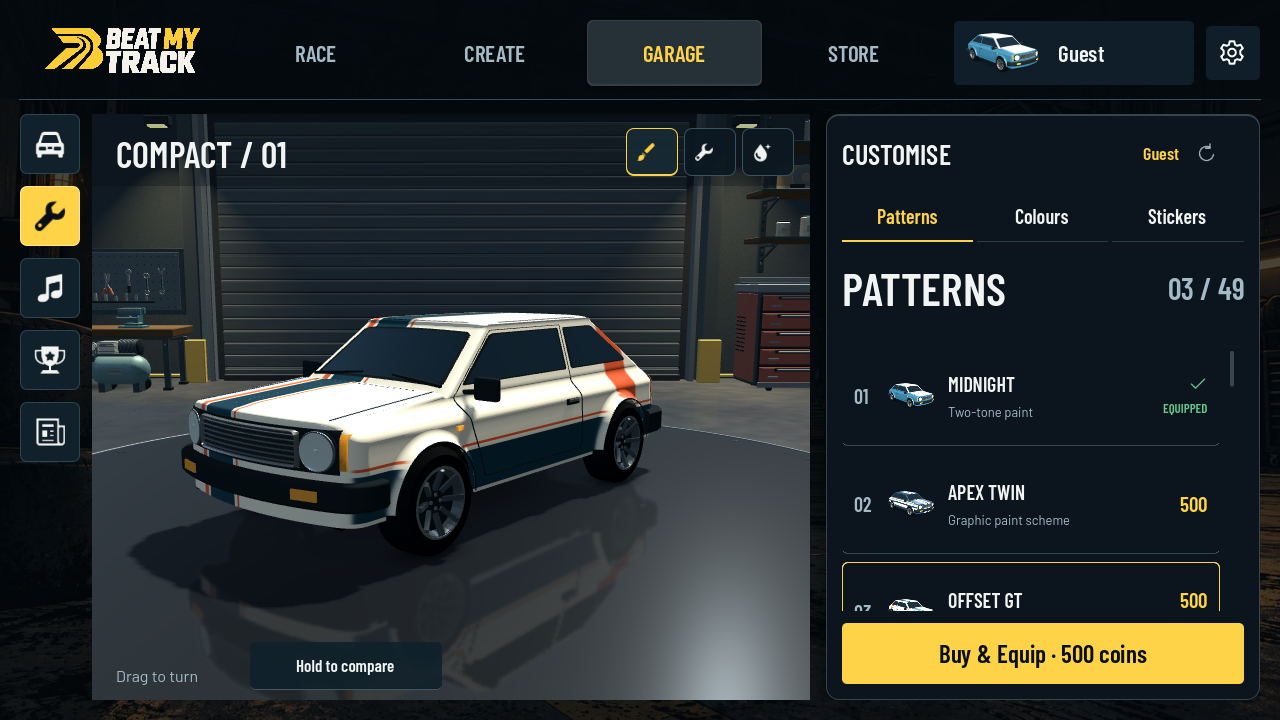 BEAT MY
TRACK
RACE
CREATE
GARAGE
STORE
Guest
COMPACT / 01
CUSTOMISE
Guest
Patterns
Colours
Stickers
PATTERNS
03 / 49
01
MIDNIGHT
Two-tone paint
EQUIPPED
02
APEX TWIN
Graphic paint scheme
500
03
OFFSET GT
500
Drag to turn
Hold to compare
Buy & Equip · 500 coins